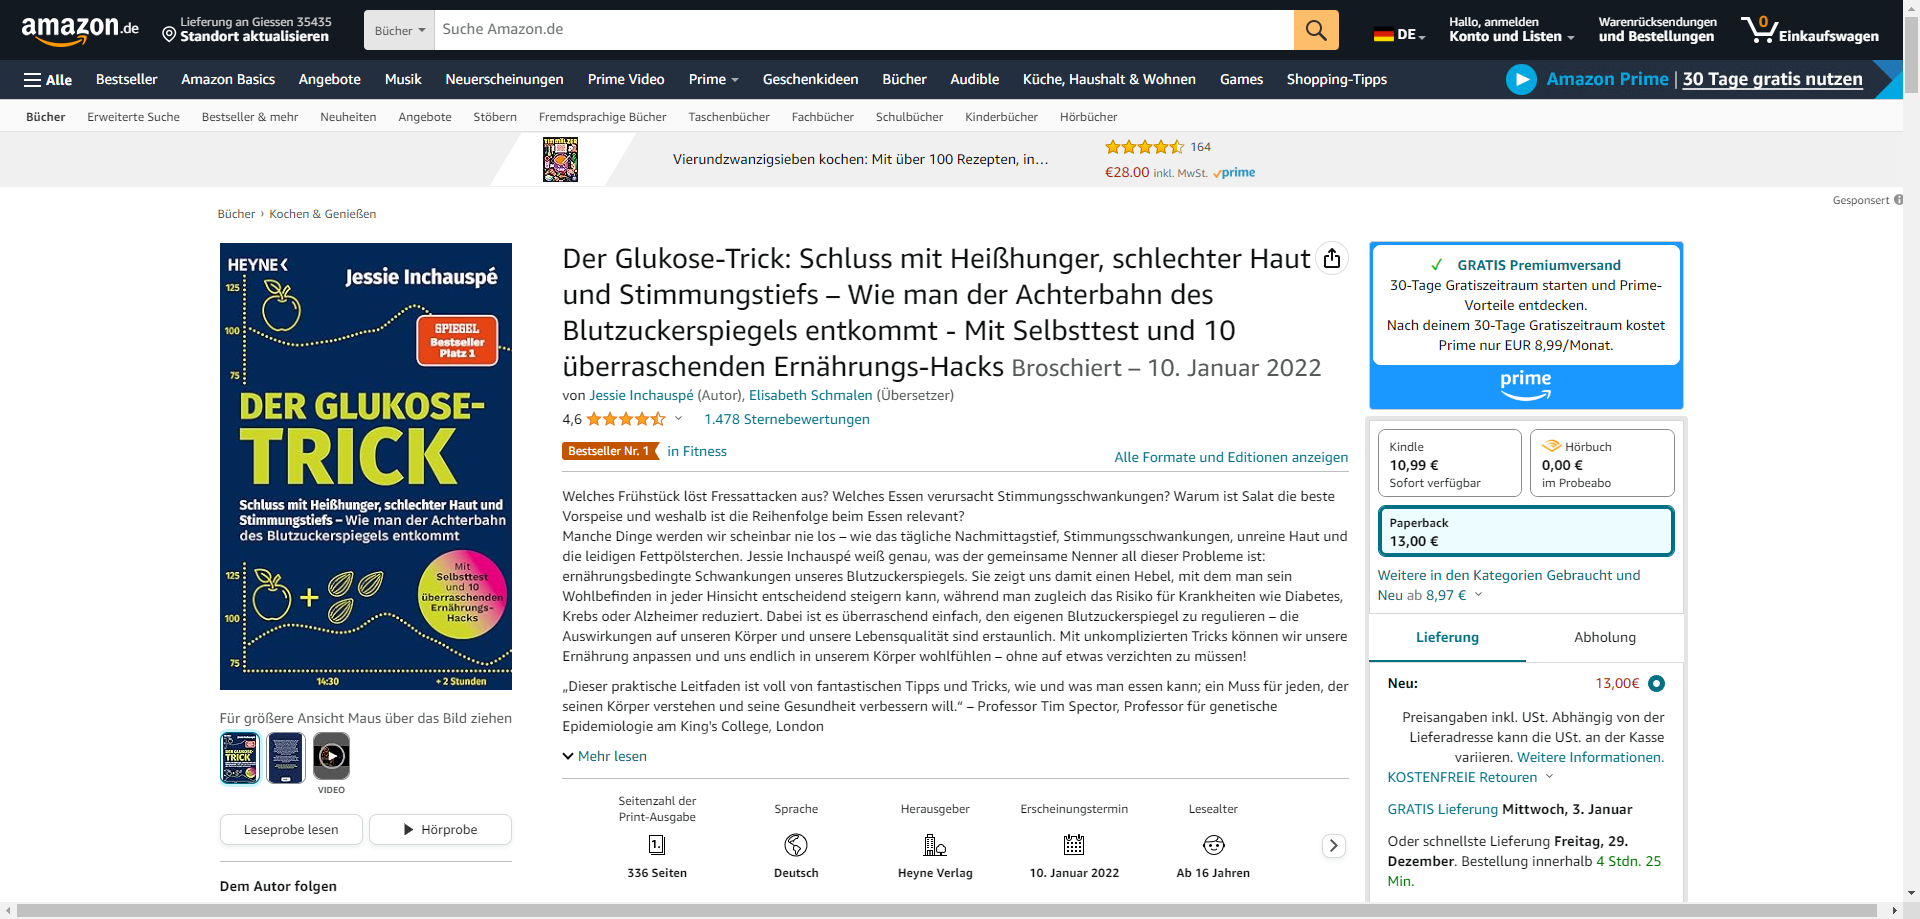 amazon.de
Lieferung an Giessen 35435
Standort aktualisieren
Bücher
Suche Amazon.de
DE
Hallo, anmelden
Konto und Listen
Warenrücksendungen
und Bestellungen
0
Einkaufswagen
Alle
Bestseller
Amazon Basics
Angebote
Musik
Neuerscheinungen
Prime Video
Prime
Geschenkideen
Bücher
Audible
Küche, Haushalt & Wohnen
Games
Shopping-Tipps
Amazon Prime | 30 Tage gratis nutzen
Bücher
Erweiterte Suche
Bestseller & mehr
Neuheiten
Angebote
Stöbern
Fremdsprachige Bücher
Taschenbücher
Fachbücher
Schulbücher
Kinderbücher
Hörbücher
Vierundzwanzigsieben kochen: Mit über 100 Rezepten, in…
164
€28.00 inkl. MwSt. prime
Gesponsert
Bücher › Kochen & Genießen
HEYNE
Jessie Inchauspé
125
100
75
SPIEGEL
Bestseller
Platz 1
DER GLUKOSE-
TRICK
Schluss mit Heißhunger, schlechter Haut und
Stimmungstiefs – Wie man der Achterbahn
des Blutzuckerspiegels entkommt
Mit
Selbsttest
und 10
überraschenden
Ernährungs-
Hacks
125
100
75
14:30
+ 2 Stunden
Für größere Ansicht Maus über das Bild ziehen
VIDEO
Leseprobe lesen
Hörprobe
Dem Autor folgen
Der Glukose-Trick: Schluss mit Heißhunger, schlechter Haut
und Stimmungstiefs – Wie man der Achterbahn des
Blutzuckerspiegels entkommt - Mit Selbsttest und 10
überraschenden Ernährungs-Hacks Broschiert – 10. Januar 2022
von Jessie Inchauspé (Autor), Elisabeth Schmalen (Übersetzer)
4,6
1.478 Sternebewertungen
Bestseller Nr. 1 in Fitness
Alle Formate und Editionen anzeigen
Welches Frühstück löst Fressattacken aus? Welches Essen verursacht Stimmungsschwankungen? Warum ist Salat die beste
Vorspeise und weshalb ist die Reihenfolge beim Essen relevant?
Manche Dinge werden wir scheinbar nie los – wie das tägliche Nachmittagstief, Stimmungsschwankungen, unreine Haut und
die leidigen Fettpölsterchen. Jessie Inchauspé weiß genau, was der gemeinsame Nenner all dieser Probleme ist:
ernährungsbedingte Schwankungen unseres Blutzuckerspiegels. Sie zeigt uns damit einen Hebel, mit dem man sein
Wohlbefinden in jeder Hinsicht entscheidend steigern kann, während man zugleich das Risiko für Krankheiten wie Diabetes,
Krebs oder Alzheimer reduziert. Dabei ist es überraschend einfach, den eigenen Blutzuckerspiegel zu regulieren – die
Auswirkungen auf unseren Körper und unsere Lebensqualität sind erstaunlich. Mit unkomplizierten Tricks können wir unsere
Ernährung anpassen und uns endlich in unserem Körper wohlfühlen – ohne auf etwas verzichten zu müssen!
„Dieser praktische Leitfaden ist voll von fantastischen Tipps und Tricks, wie und was man essen kann; ein Muss für jeden, der
seinen Körper verstehen und seine Gesundheit verbessern will.“ – Professor Tim Spector, Professor für genetische
Epidemiologie am King's College, London
Mehr lesen
Seitenzahl der
Print-Ausgabe
1.
336 Seiten
Sprache
Deutsch
Herausgeber
Heyne Verlag
Erscheinungstermin
10. Januar 2022
Lesealter
Ab 16 Jahren
GRATIS Premiumversand
30-Tage Gratiszeitraum starten und Prime-
Vorteile entdecken.
Nach deinem 30-Tage Gratiszeitraum kostet
Prime nur EUR 8,99/Monat.
prime
Kindle
10,99 €
Sofort verfügbar
Hörbuch
0,00 €
im Probeabo
Paperback
13,00 €
Weitere in den Kategorien Gebraucht und
Neu ab 8,97 €
Lieferung
Abholung
Neu:
13,00€
Preisangaben inkl. USt. Abhängig von der
Lieferadresse kann die USt. an der Kasse
variieren. Weitere Informationen.
KOSTENFREIE Retouren
GRATIS Lieferung Mittwoch, 3. Januar
Oder schnellste Lieferung Freitag, 29.
Dezember. Bestellung innerhalb 4 Stdn. 25
Min.